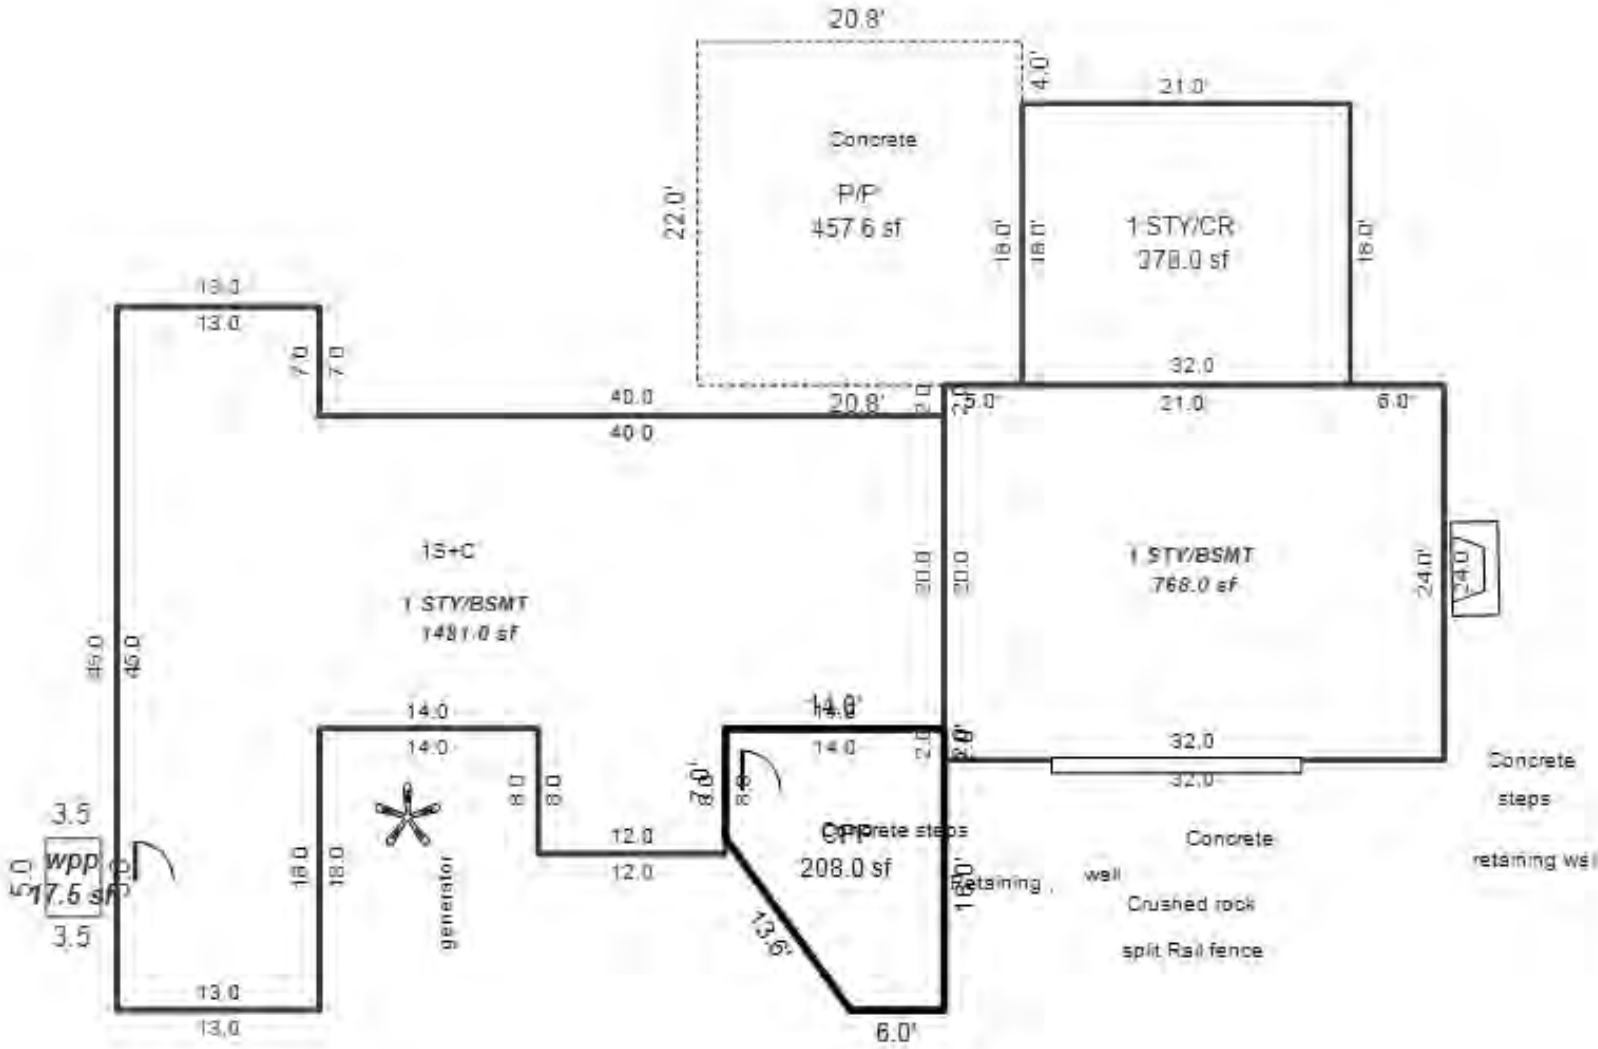 20.8'
4.0'
21.0'
Concrete
P/P
457.6 sf
22.0'
18.0'
18.0'
1 STY/CR
378.0 sf
18.0'
13.0
13.0
7.0
7.0
32.0
40.0
20.8'
2.0
5.0'
21.0'
6.0'
40.0
1S+C
1 STY/BSMT
1481.0 sf
20.0'
20.0
1 STY/BSMT
768.0 sf
24.0'
24.0
45.0
45.0
14.0
14.0'
14.0
14.0
2.0
32.0
32.0
8.0
8.0
7.0'
8.0
Concrete
steps
3.5
12.0
12.0
CPP
Concrete steps
208.0 sf
Concrete
retaining wall
wpp
17.5 sf
5.0
18.0
18.0
generator
Retaining wall
16.0'
Crushed rock
3.5
13.6'
split Rail fence
13.0
13.0
6.0'